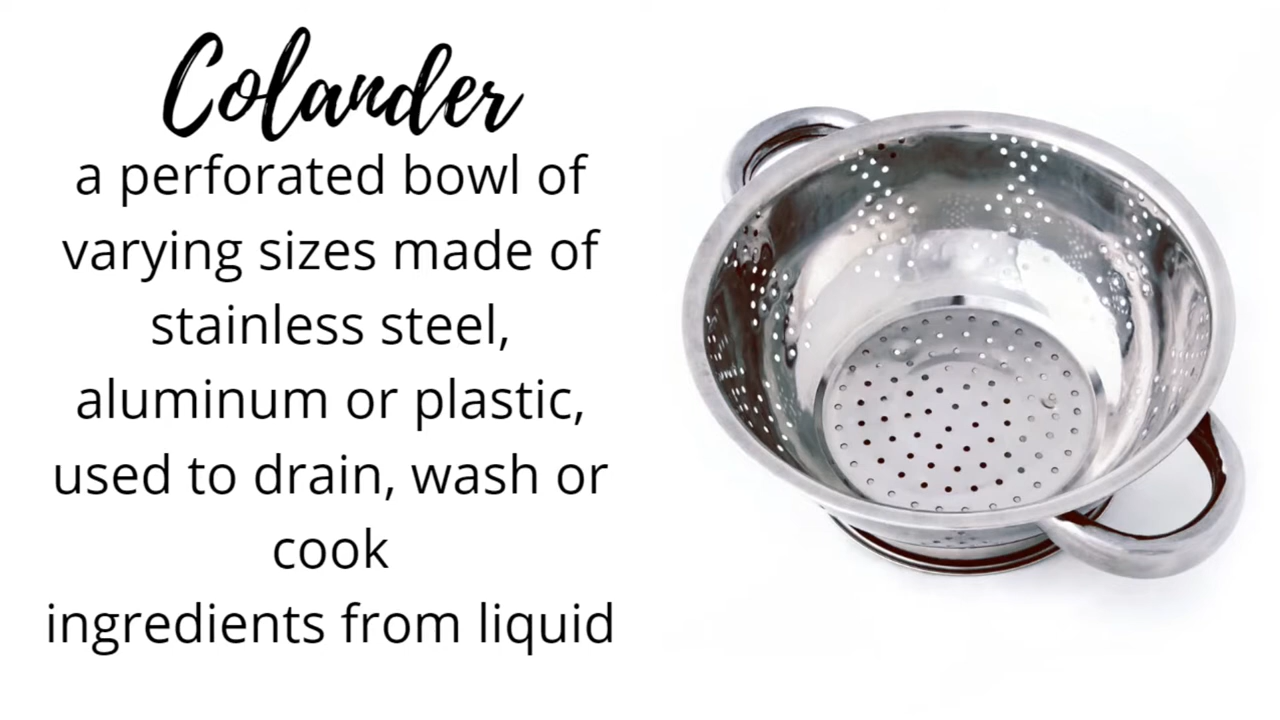 Colander
a perforated bowl of
varying sizes made of
stainless steel,
aluminum or plastic,
used to drain, wash or
cook
ingredients from liquid